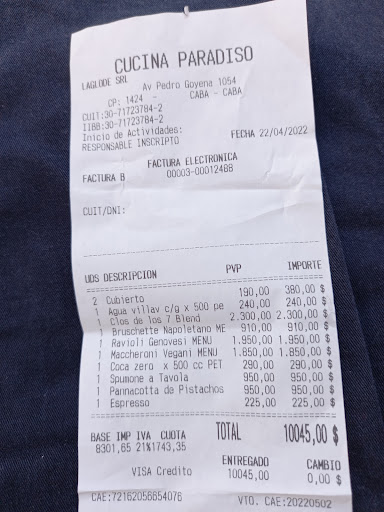 CUCINA PARADISO
LAGLODE SRL
Av Pedro Goyena 1054
CP: 1424 - CABA - CABA
CUIT:30-71723784-2
IIBB:30-71723784-2
Inicio de Actividades:
RESPONSABLE INSCRIPTO
FECHA 22/04/2022
FACTURA ELECTRONICA
FACTURA B 00003-00012488
CUIT/DNI:
UDS DESCRIPCION PVP IMPORTE
2 Cubierto 190,00 380,00 $
1 Agua villav c/g x 500 pe 240,00 240,00 $
1 Clos de los 7 Blend 2.300,00 2.300,00 $
1 Bruschette Napoletano ME 910,00 910,00 $
1 Ravioli Genovesi MENU 1.950,00 1.950,00 $
1 Maccheroni Vegani MENU 1.850,00 1.850,00 $
1 Coca zero x 500 cc PET 290,00 290,00 $
1 Spumone a Tavola 950,00 950,00 $
1 Pannacotta de Pistachos 950,00 950,00 $
1 Espresso 225,00 225,00 $
BASE IMP IVA CUOTA TOTAL 10045,00 $
8301,65 21%1743,35
ENTREGADO CAMBIO
VISA Credito 10045,00 0,00 $
CAE:72162056654076 VTO. CAE:20220502